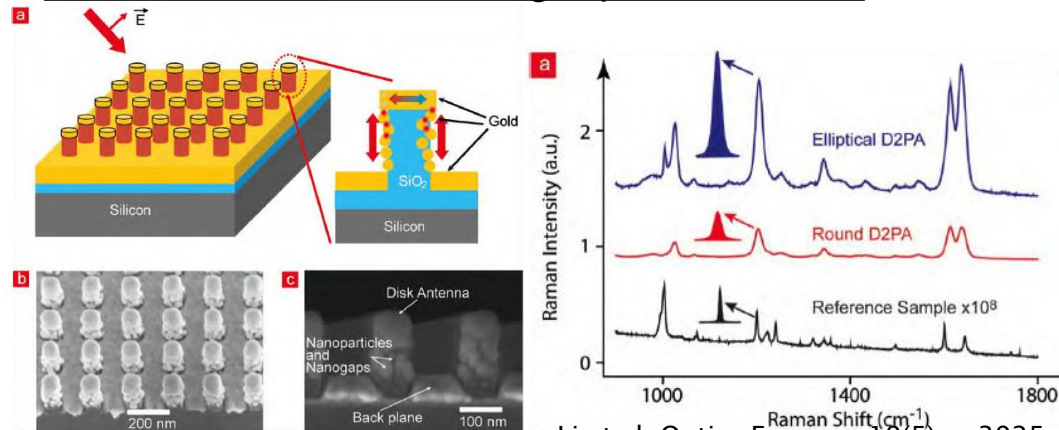 a
E
Gold
SiO2
Silicon
Silicon
b
200 nm
c
Disk Antenna
Nanoparticles
and
Nanogaps
Back plane
100 nm
a
Raman Intensity (a.u.)
2
1
0
Elliptical D2PA
Round D2PA
Reference Sample x10⁸
1000
1400
1800
Raman Shift (cm⁻¹)